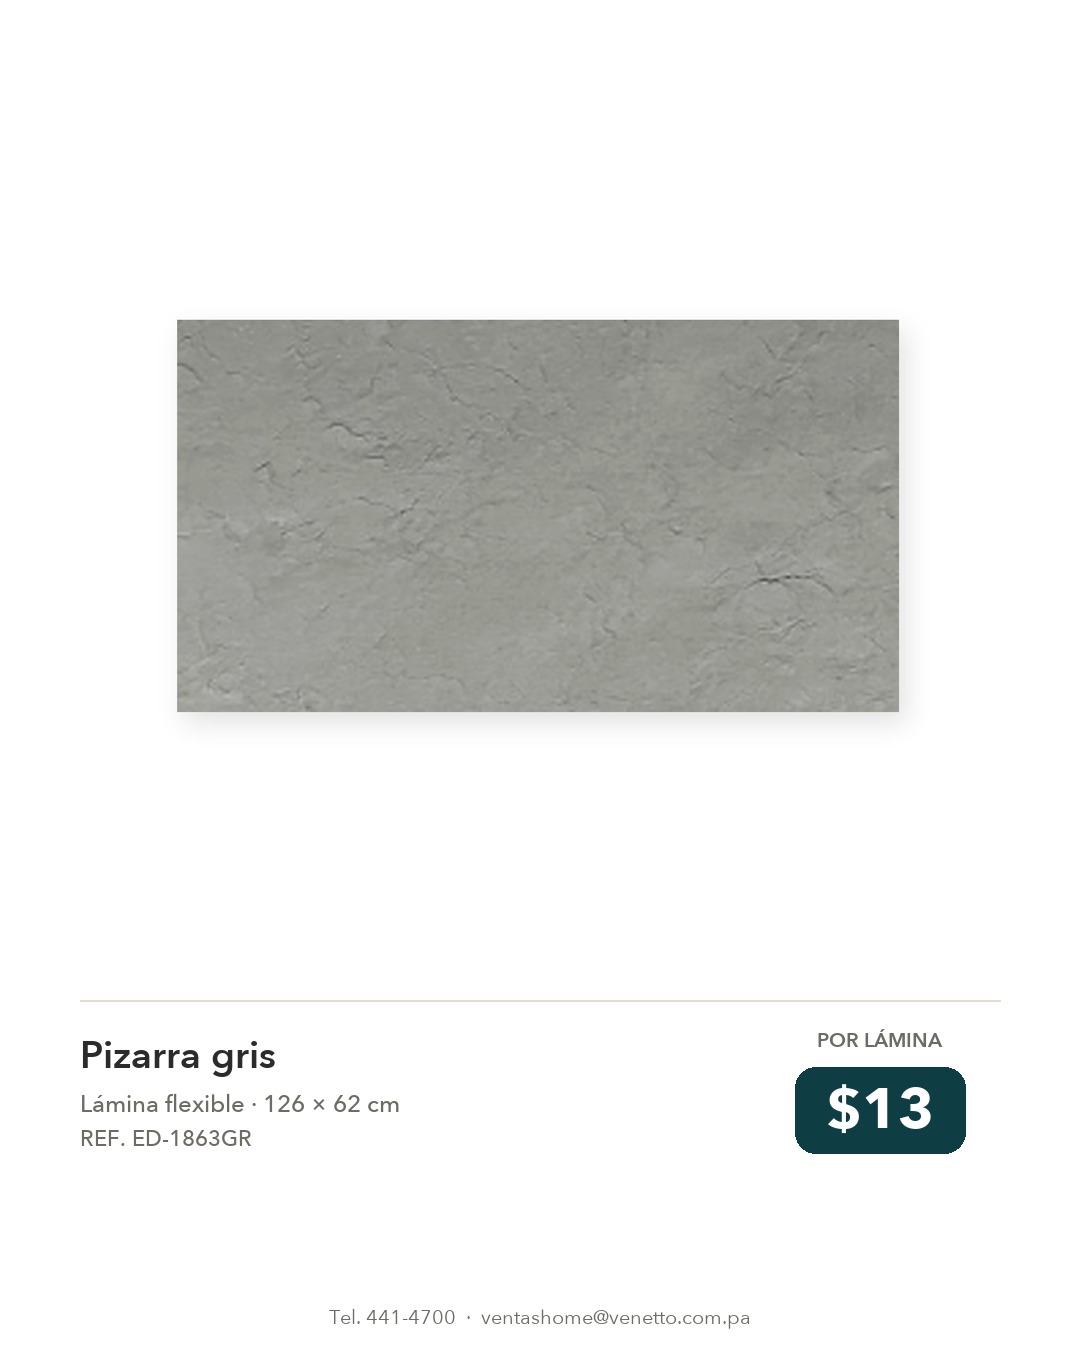 Pizarra gris
Lámina flexible · 126 × 62 cm
REF. ED-1863GR
POR LÁMINA
$13
Tel. 441-4700 · ventashome@venetto.com.pa